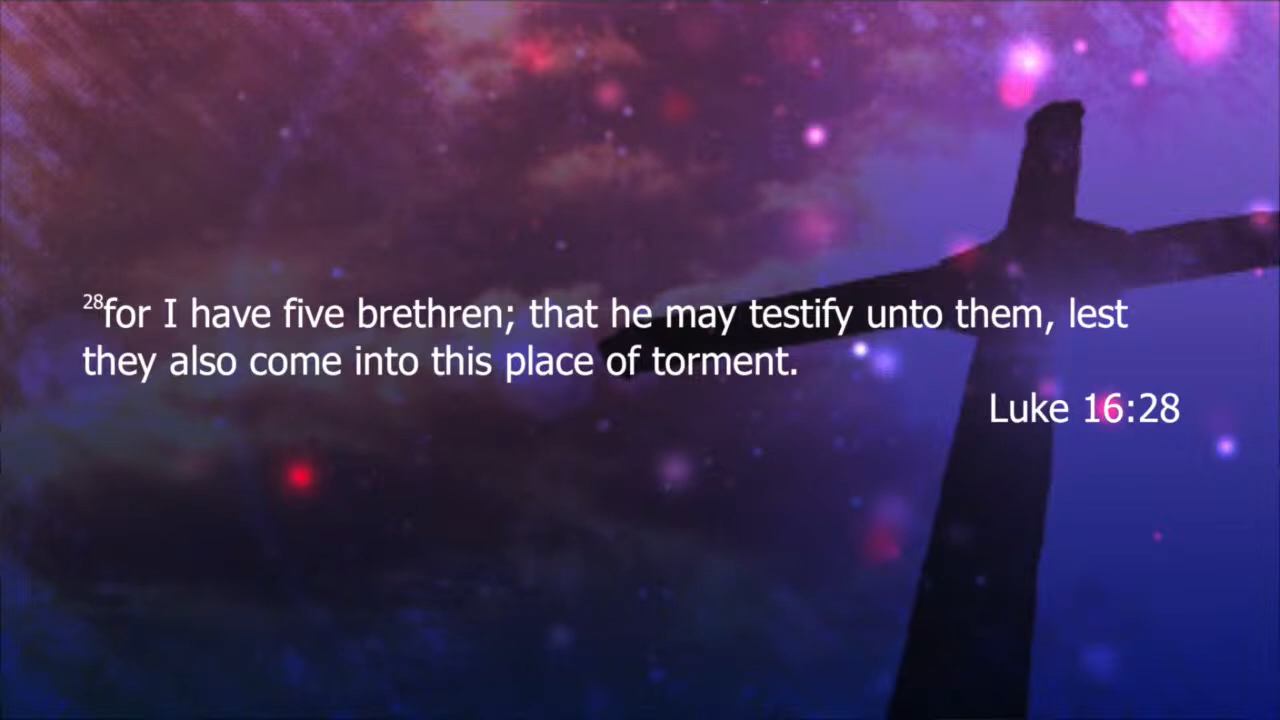 28for I have five brethren; that he may testify unto them, lest
they also come into this place of torment.
Luke 16:28